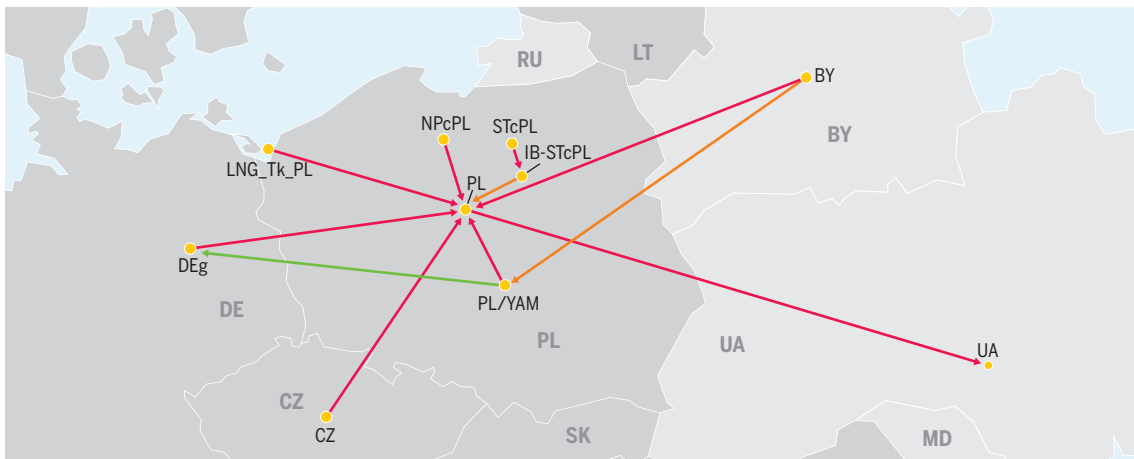 RU
LT
BY
BY
NPcPL
STcPL
IB-STcPL
LNG_Tk_PL
PL
DEg
DE
PL/YAM
PL
UA
UA
CZ
CZ
SK
MD